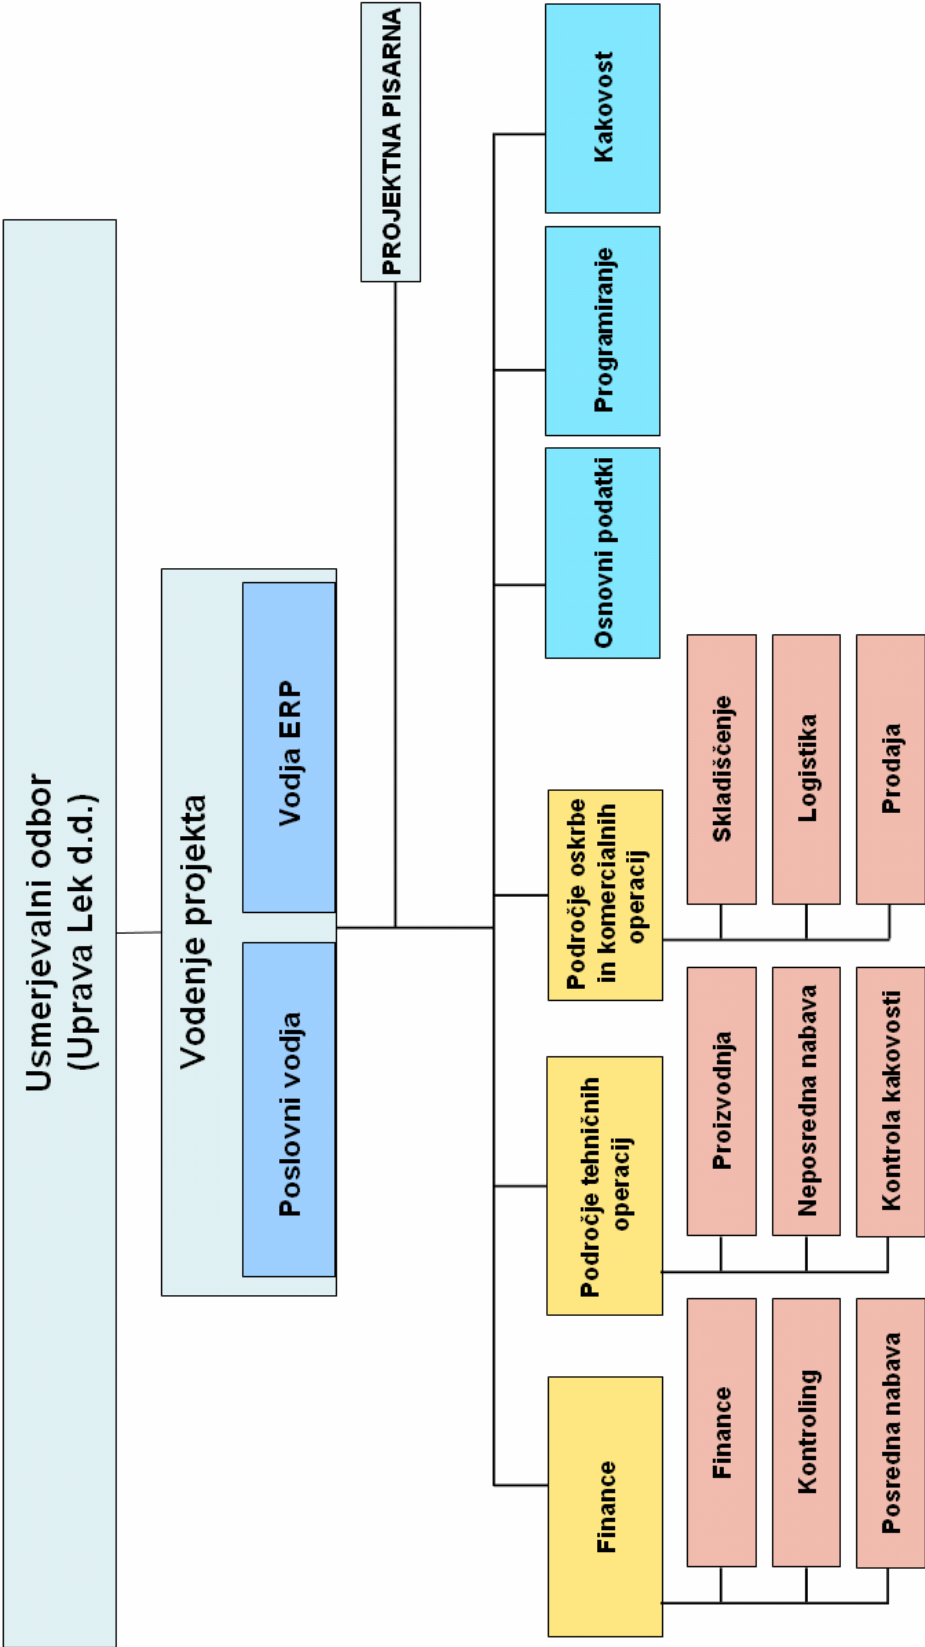 Usmerjevalni odbor
(Uprava Lek d.d.)
Vodenje projekta
Poslovni vodja
Vodja ERP
PROJEKTNA PISARNA
Finance
Področje tehničnih
operacij
Področje oskrbe
in komercialnih
operacij
Osnovni podatki
Programiranje
Kakovost
Finance
Kontroling
Posredna nabava
Proizvodnja
Neposredna nabava
Kontrola kakovosti
Skladiščenje
Logistika
Prodaja